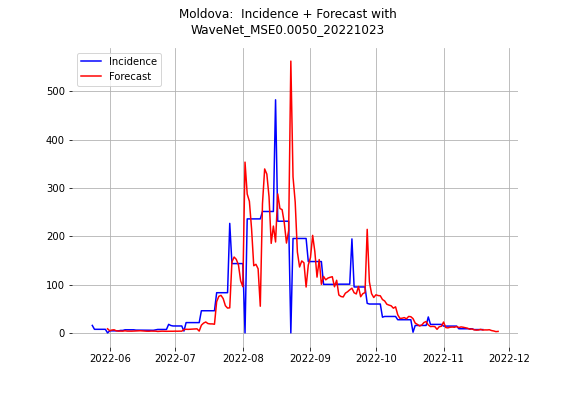 Moldova:  Incidence + Forecast with
WaveNet_MSE0.0050_20221023
Incidence
Forecast
500
400
300
200
100
0
2022-06 2022-07 2022-08 2022-09 2022-10 2022-11 2022-12